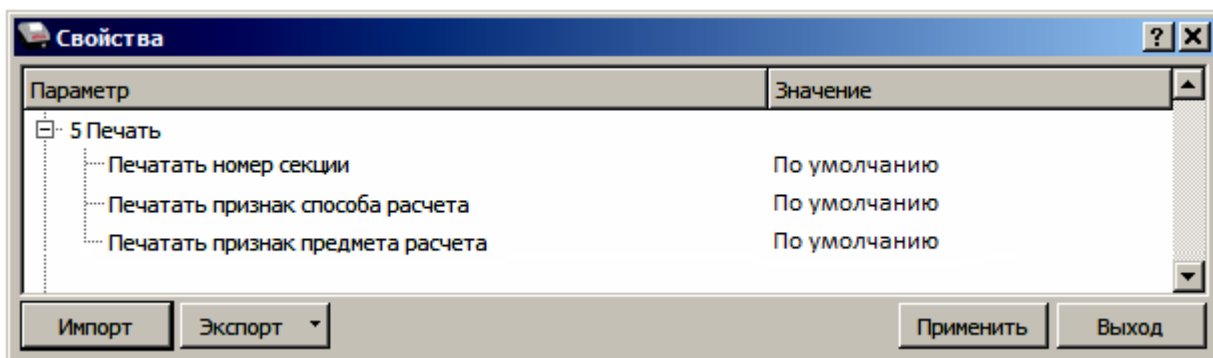 Свойства
Параметр Значение
5 Печать
Печатать номер секции По умолчанию
Печатать признак способа расчета По умолчанию
Печатать признак предмета расчета По умолчанию
Импорт Экспорт Применить Выход